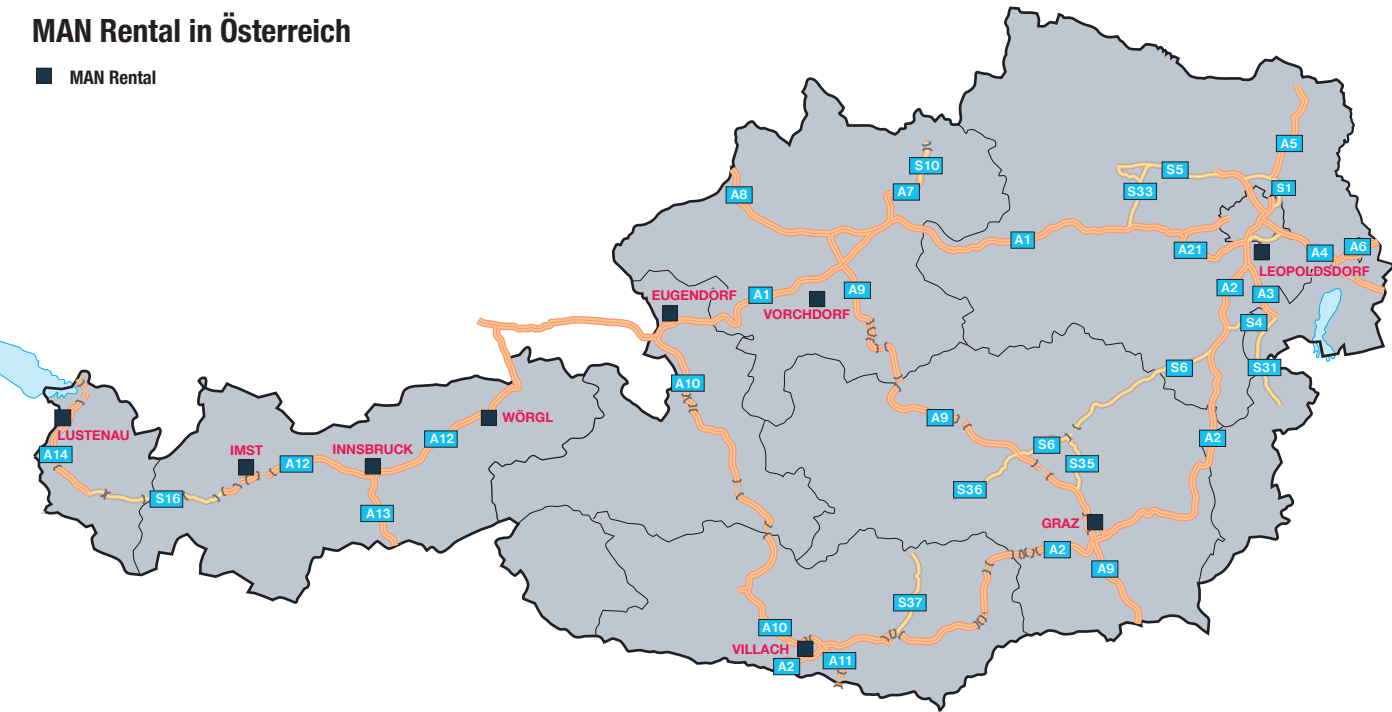 MAN Rental in Österreich
MAN Rental
A5
S10
S5
A8
A7
S33
S1
A1
A21
A4
A6
LEOPOLDSDORF
A2
A3
EUGENDORF
A1
A9
VORCHDORF
S4
S6
S31
A10
WÖRGL
A9
LUSTENAU
A12
A2
IMST
INNSBRUCK
S6
A14
A12
S35
S16
S36
A13
GRAZ
A2
A9
S37
A10
VILLACH
A2
A11